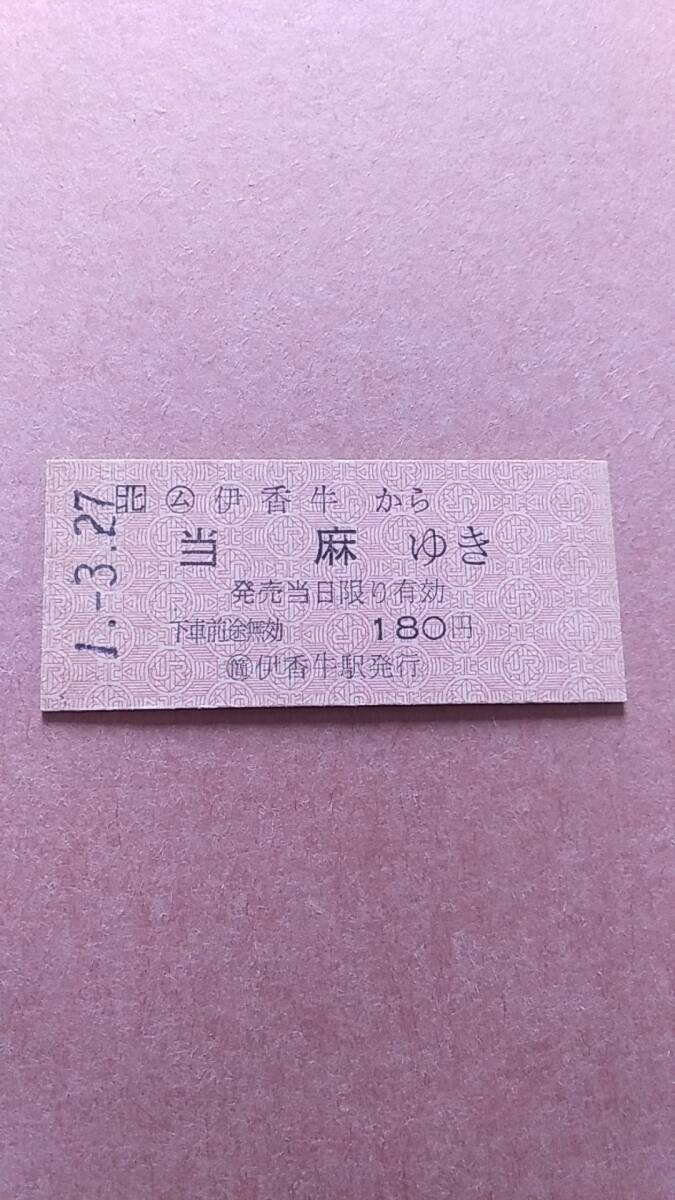 1.-3.27
北 ㋰ 伊香牛 から
当麻 ゆき
発売当日限り有効
下車前途無効 180円
㊢伊香牛駅発行